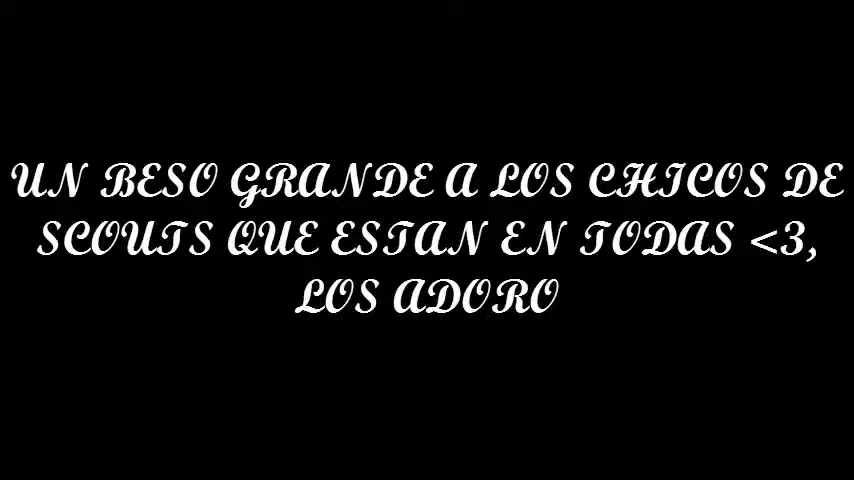 UN BESO GRANDE A LOS CHICOS DE
SCOUTS QUE ESTAN EN TODAS <3,
LOS ADORO